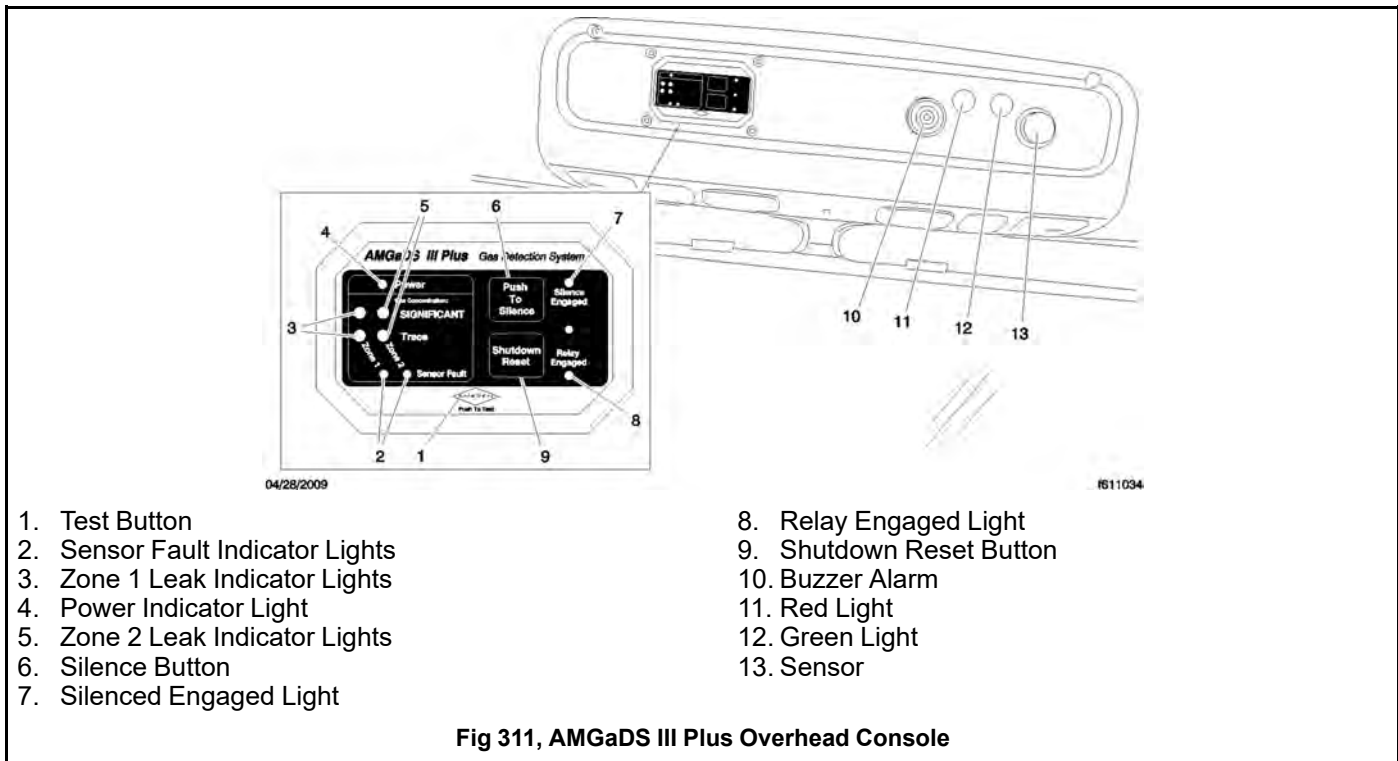 5 6 7
4
AMGaDS III Plus Gas Detection System
Power
Push
To
Silence
Silence
Engaged
Gas Concentration:
SIGNIFICANT
3
Trace
Zone 1 Zone 2
Shutdown
Reset
Relay
Engaged
Sensor Fault
Push To Test
8
2 1 9
10 11 12 13
04/28/2009 f611034
1. Test Button
2. Sensor Fault Indicator Lights
3. Zone 1 Leak Indicator Lights
4. Power Indicator Light
5. Zone 2 Leak Indicator Lights
6. Silence Button
7. Silenced Engaged Light
8. Relay Engaged Light
9. Shutdown Reset Button
10. Buzzer Alarm
11. Red Light
12. Green Light
13. Sensor
Fig 311, AMGaDS III Plus Overhead Console